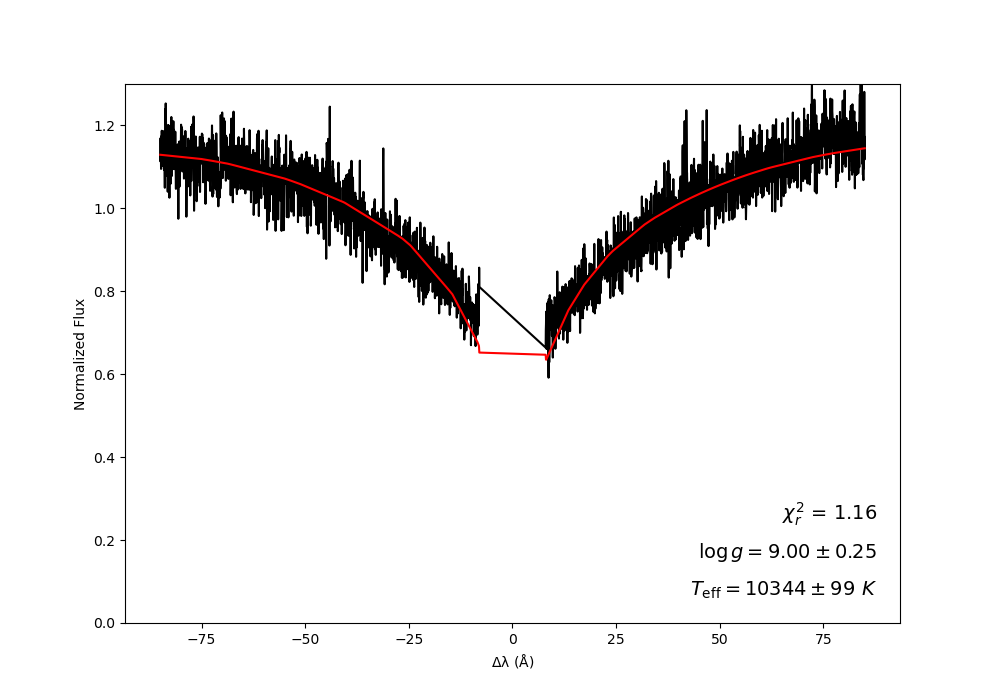 1.2
1.0
0.8
0.6
0.4
0.2
0.0
Normalized Flux
χ²ᵣ = 1.16
log g = 9.00 ± 0.25
T_eff = 10344 ± 99 K
−75
−50
−25
0
25
50
75
Δλ (Å)